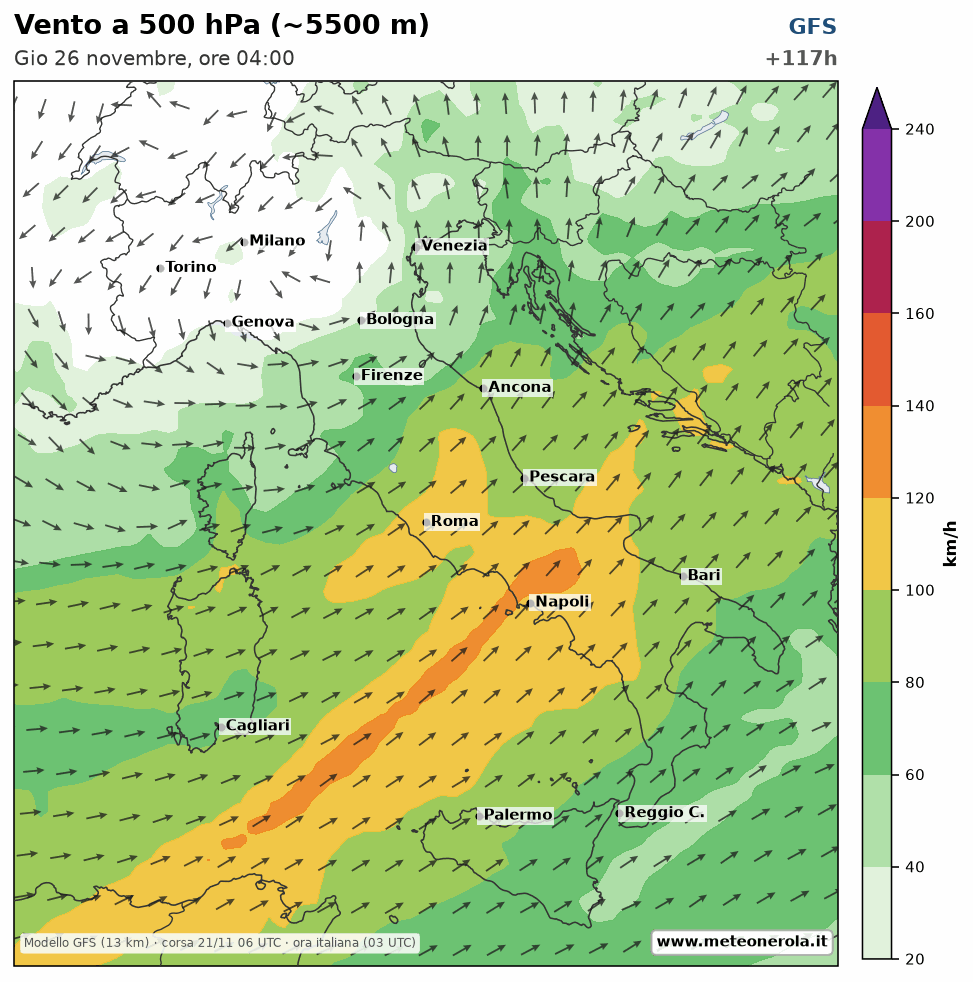 Vento a 500 hPa (~5500 m)
GFS
Gio 26 novembre, ore 04:00
+117h
240
200
160
140
120
100
80
60
40
20
km/h
Milano
Venezia
Torino
Genova
Bologna
Firenze
Ancona
Pescara
Roma
Bari
Napoli
Cagliari
Palermo
Reggio C.
Modello GFS (13 km) · corsa 21/11 06 UTC · ora italiana (03 UTC)
www.meteonerola.it